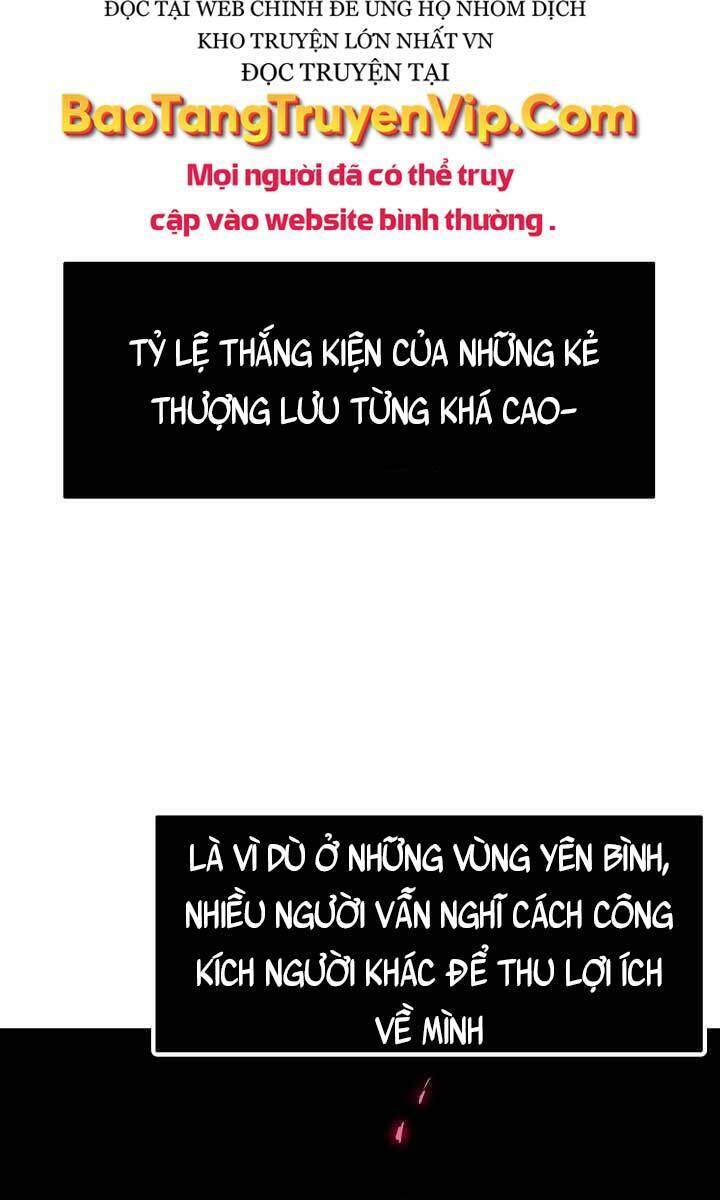 ĐỌC TẠI WEB CHÍNH ĐỂ ỦNG HỘ NHÓM DỊCH
KHO TRUYỆN LỚN NHẤT VN
ĐỌC TRUYỆN TẠI
BaoTangTruyenVip.Com
Mọi người đã có thể truy
cập vào website bình thường .
TỶ LỆ THẮNG KIỆN CỦA NHỮNG KẺ
THƯỢNG LƯU TỪNG KHÁ CAO-
LÀ VÌ DÙ Ở NHỮNG VÙNG YÊN BÌNH,
NHIỀU NGƯỜI VẪN NGHĨ CÁCH CÔNG
KÍCH NGƯỜI KHÁC ĐỂ THU LỢI ÍCH
VỀ MÌNH